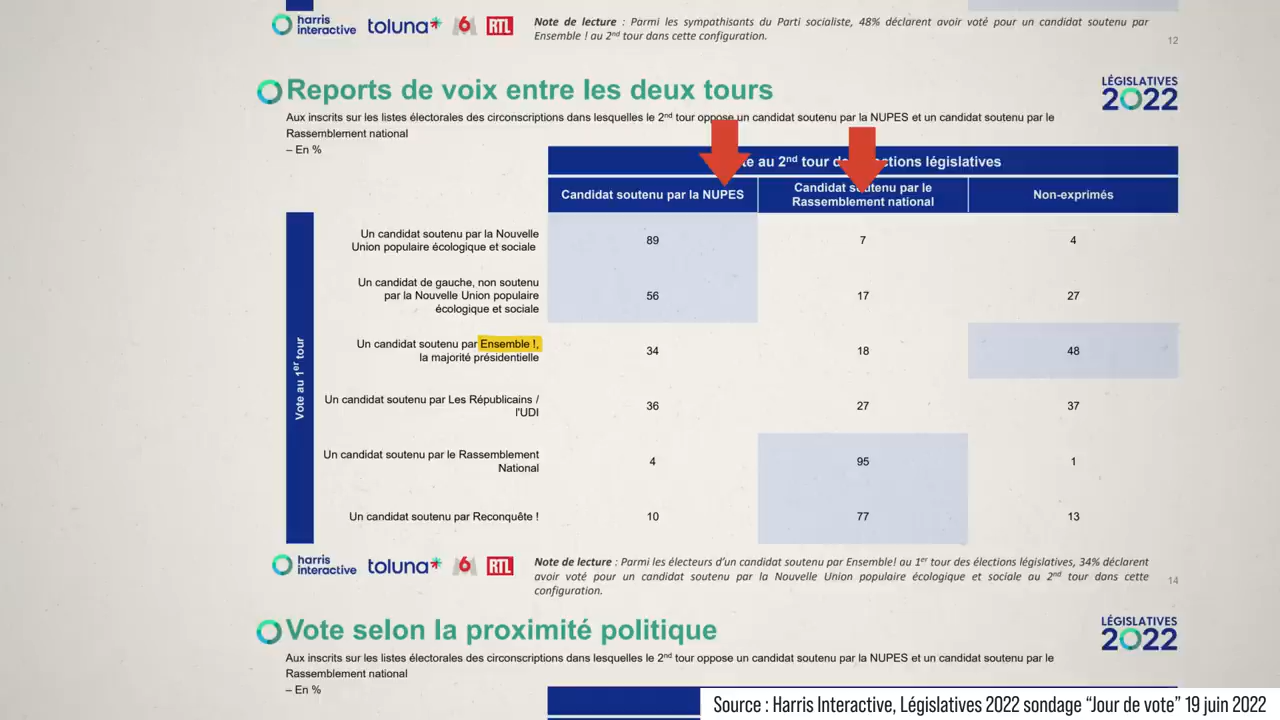 harris
interactive
toluna*
M6
RTL
Note de lecture : Parmi les sympathisants du Parti socialiste, 48% déclarent avoir voté pour un candidat soutenu par
Ensemble ! au 2nd tour dans cette configuration.
12
Reports de voix entre les deux tours
LÉGISLATIVES
2022
Aux inscrits sur les listes électorales des circonscriptions dans lesquelles le 2nd tour oppose un candidat soutenu par la NUPES et un candidat soutenu par le
Rassemblement national
– En %
te au 2nd tour de ctions législatives
Candidat soutenu par la NUPES
Candidat soutenu par le
Rassemblement national
Non-exprimés
Vote au 1er tour
Un candidat soutenu par la Nouvelle
Union populaire écologique et sociale
89
7
4
Un candidat de gauche, non soutenu
par la Nouvelle Union populaire
écologique et sociale
56
17
27
Un candidat soutenu par Ensemble !,
la majorité présidentielle
34
18
48
Un candidat soutenu par Les Républicains /
l'UDI
36
27
37
Un candidat soutenu par le Rassemblement
National
4
95
1
Un candidat soutenu par Reconquête !
10
77
13
harris
interactive
toluna*
M6
RTL
Note de lecture : Parmi les électeurs d'un candidat soutenu par Ensemble! au 1er tour des élections législatives, 34% déclarent
avoir voté pour un candidat soutenu par la Nouvelle Union populaire écologique et sociale au 2nd tour dans cette
configuration.
14
Vote selon la proximité politique
LÉGISLATIVES
2022
Aux inscrits sur les listes électorales des circonscriptions dans lesquelles le 2nd tour oppose un candidat soutenu par la NUPES et un candidat soutenu par le
Rassemblement national
– En %
Source : Harris Interactive, Législatives 2022 sondage “Jour de vote” 19 juin 2022